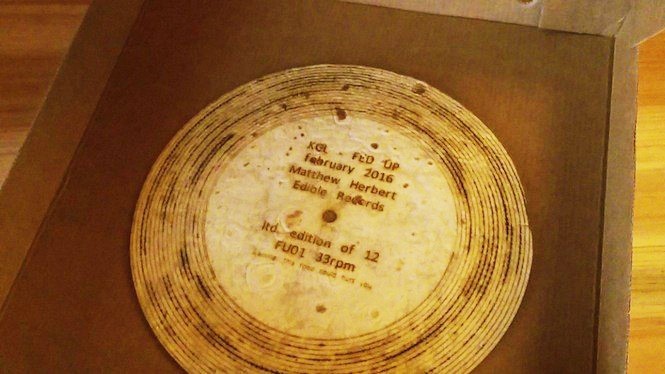 KCL - FED UP
february 2016
Matthew Herbert
Edible Records
ltd. edition of 12
FU01 33rpm